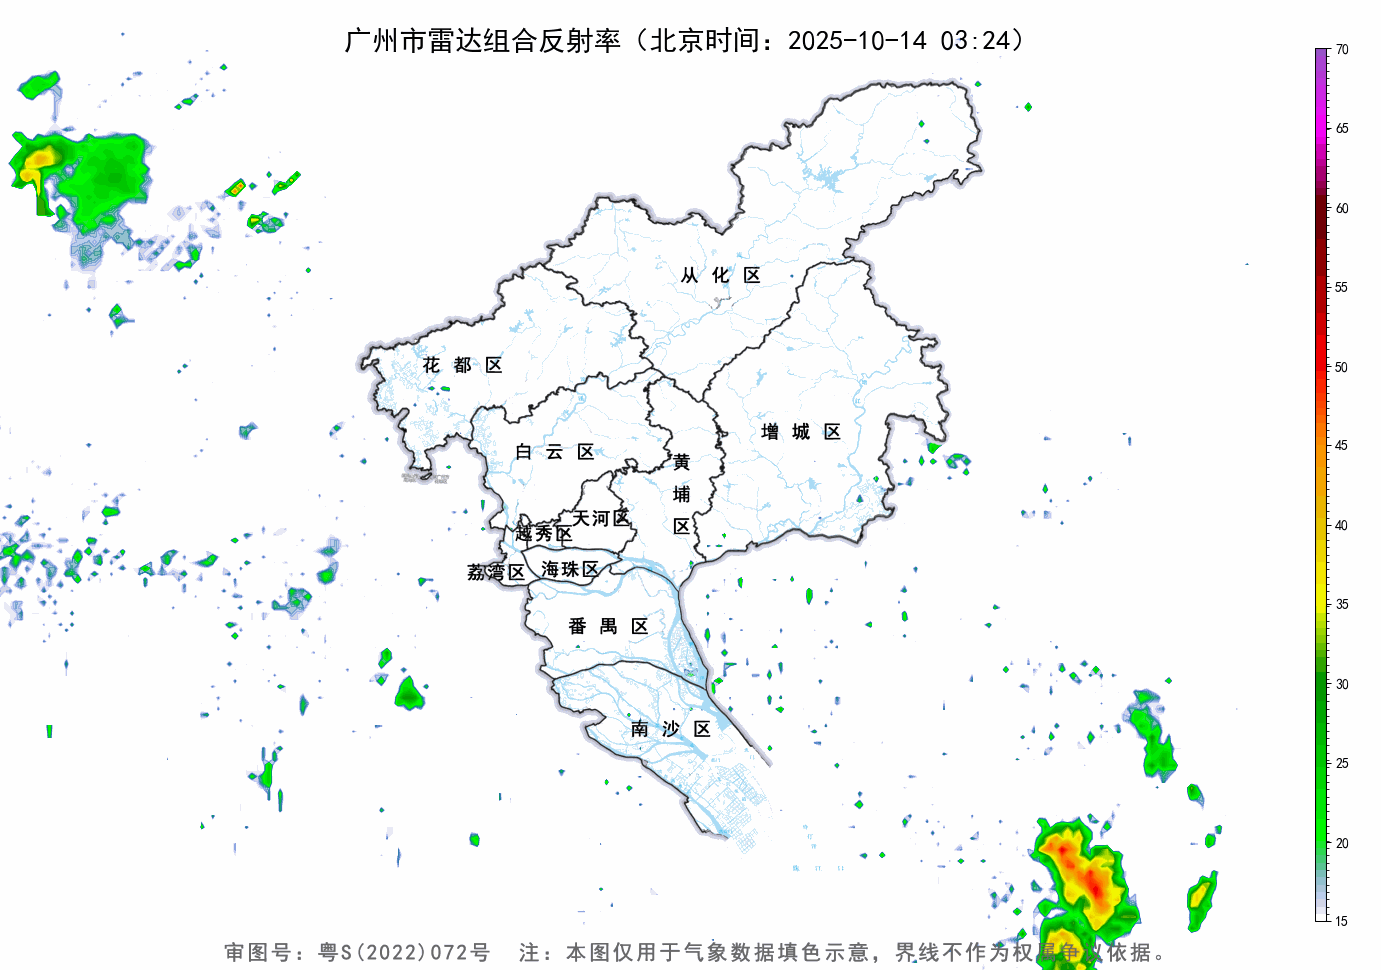 广州市雷达组合反射率（北京时间：2025-10-14 03:24）
70
65
60
55
50
45
40
35
30
25
20
15
从化区
花都区
增城区
白云区
黄埔区
天河区
越秀区
荔湾区
海珠区
番禺区
南沙区
审图号：粤S(2022)072号 注：本图仅用于气象数据填色示意，界线不作为权属争议依据。